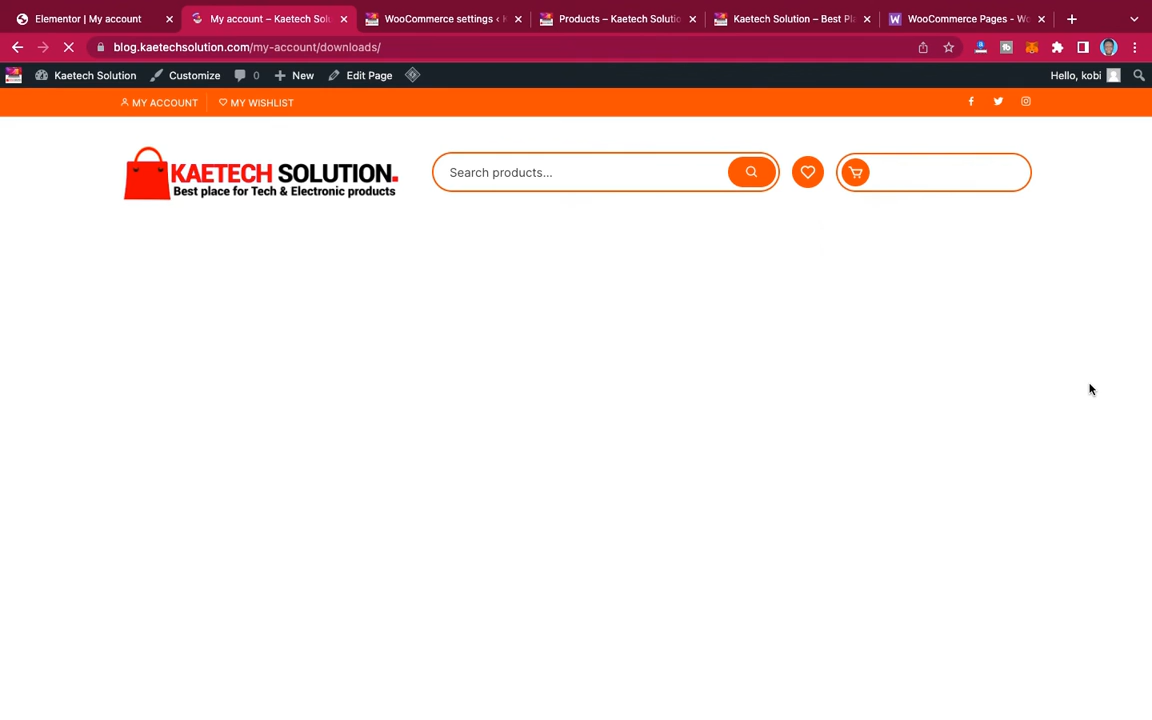 Elementor | My account
My account – Kaetech Solu
WooCommerce settings ‹ K
Products – Kaetech Solutio
Kaetech Solution – Best Pla
WooCommerce Pages - Wo
blog.kaetechsolution.com/my-account/downloads/
Kaetech Solution
Customize
0
New
Edit Page
Hello, kobi
MY ACCOUNT
MY WISHLIST
KAETECH SOLUTION.
Best place for Tech & Electronic products
Search products...